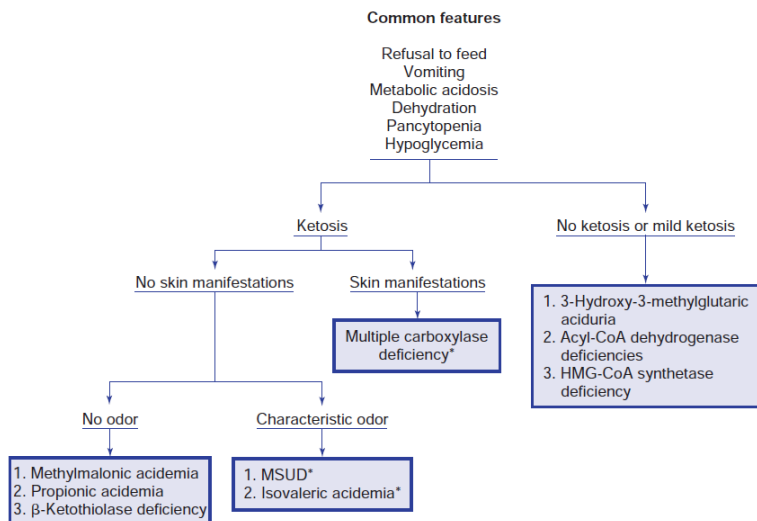 Common features
Refusal to feed
Vomiting
Metabolic acidosis
Dehydration
Pancytopenia
Hypoglycemia
Ketosis
No ketosis or mild ketosis
No skin manifestations
Skin manifestations
Multiple carboxylase
deficiency*
1. 3-Hydroxy-3-methylglutaric
aciduria
2. Acyl-CoA dehydrogenase
deficiencies
3. HMG-CoA synthetase
deficiency
No odor
Characteristic odor
1. Methylmalonic acidemia
2. Propionic acidemia
3. β-Ketothiolase deficiency
1. MSUD*
2. Isovaleric acidemia*